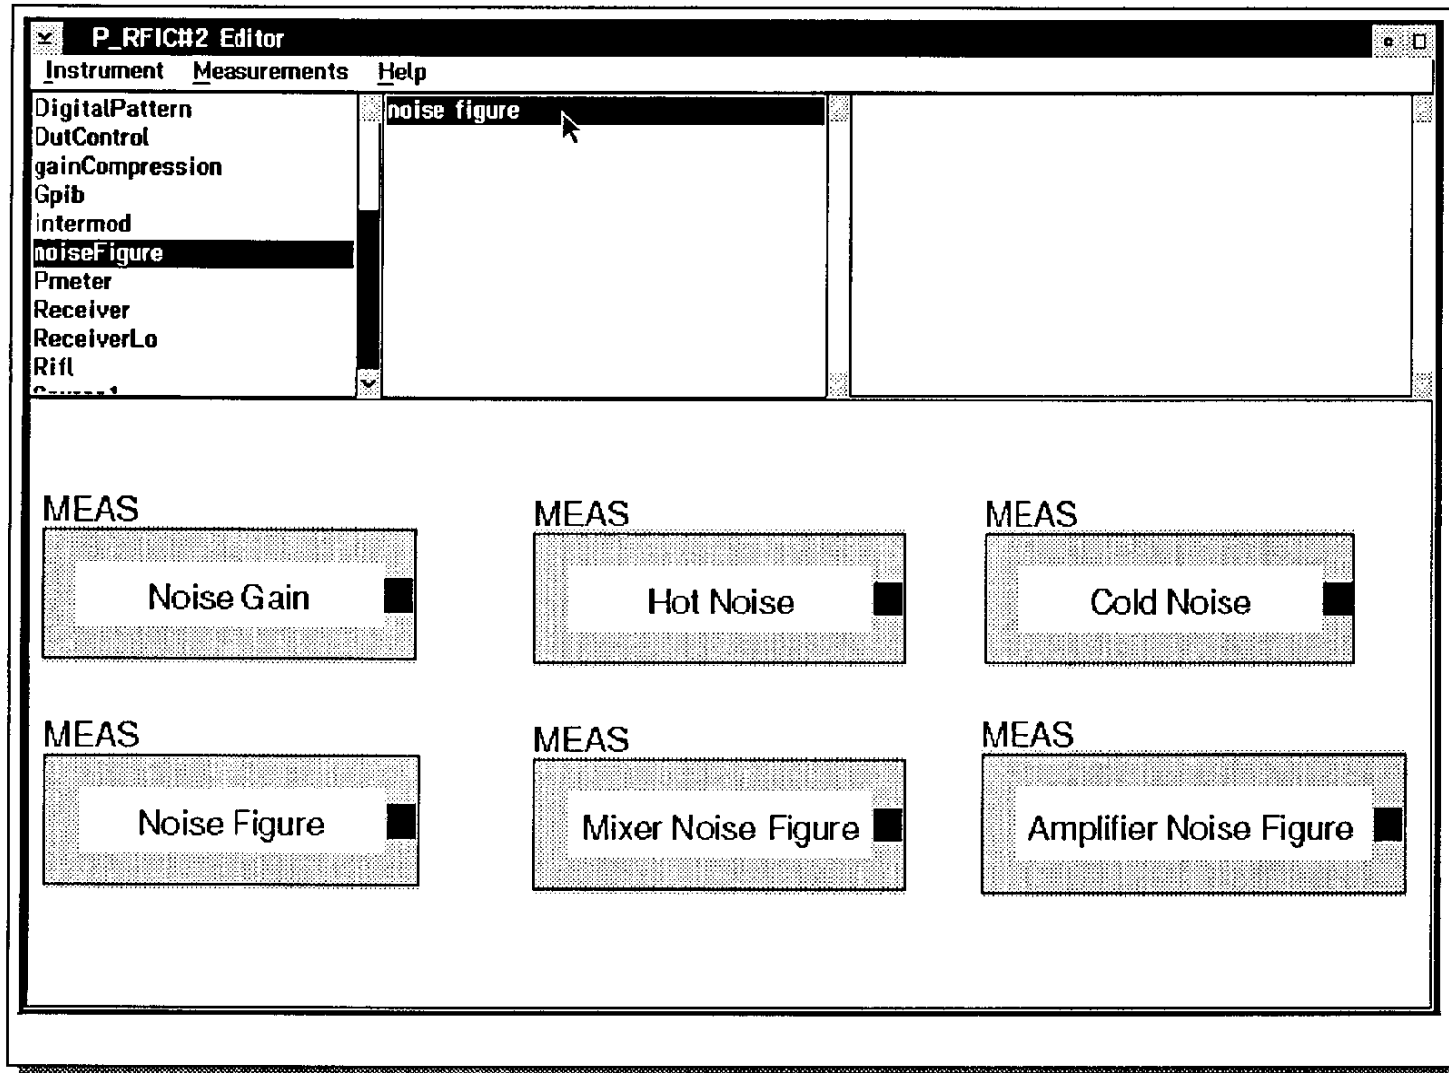 P_RFIC#2 Editor
Instrument Measurements Help
DigitalPattern
DutControl
gainCompression
Gpib
intermod
noiseFigure
Pmeter
Receiver
ReceiverLo
Rifl
noise figure
MEAS
Noise Gain
MEAS
Hot Noise
MEAS
Cold Noise
MEAS
Noise Figure
MEAS
Mixer Noise Figure
MEAS
Amplifier Noise Figure